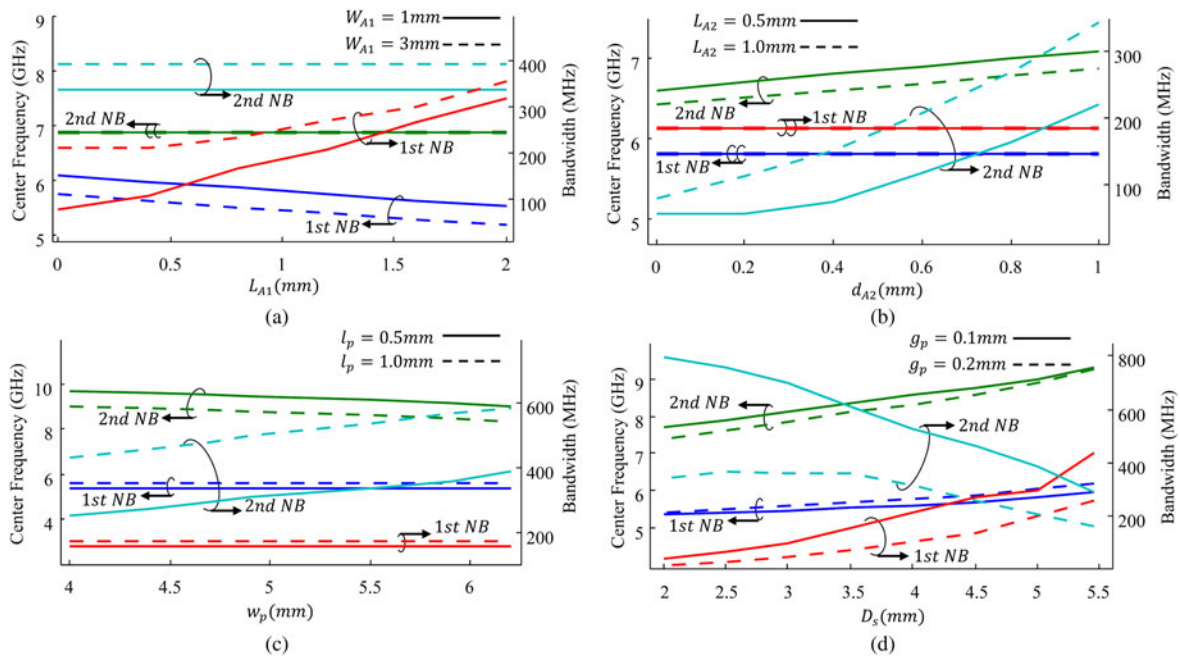 W_A1 = 1mm
W_A1 = 3mm
Center Frequency (GHz)
9
8
7
6
5
2nd NB
2nd NB
1st NB
1st NB
400
300
200
100
Bandwidth (MHz)
0 0.5 1 1.5 2
L_A1(mm)
(a)
L_A2 = 0.5mm
L_A2 = 1.0mm
Center Frequency (GHz)
7
6
5
2nd NB
1st NB
1st NB
2nd NB
300
200
100
Bandwidth (MHz)
0 0.2 0.4 0.6 0.8 1
d_A2(mm)
(b)
l_p = 0.5mm
l_p = 1.0mm
Center Frequency (GHz)
10
8
6
4
2nd NB
1st NB
2nd NB
1st NB
600
400
200
Bandwidth (MHz)
4 4.5 5 5.5 6
w_p(mm)
(c)
g_p = 0.1mm
g_p = 0.2mm
Center Frequency (GHz)
9
8
7
6
5
2nd NB
2nd NB
1st NB
1st NB
800
600
400
200
Bandwidth (MHz)
2 2.5 3 3.5 4 4.5 5 5.5
D_s(mm)
(d)